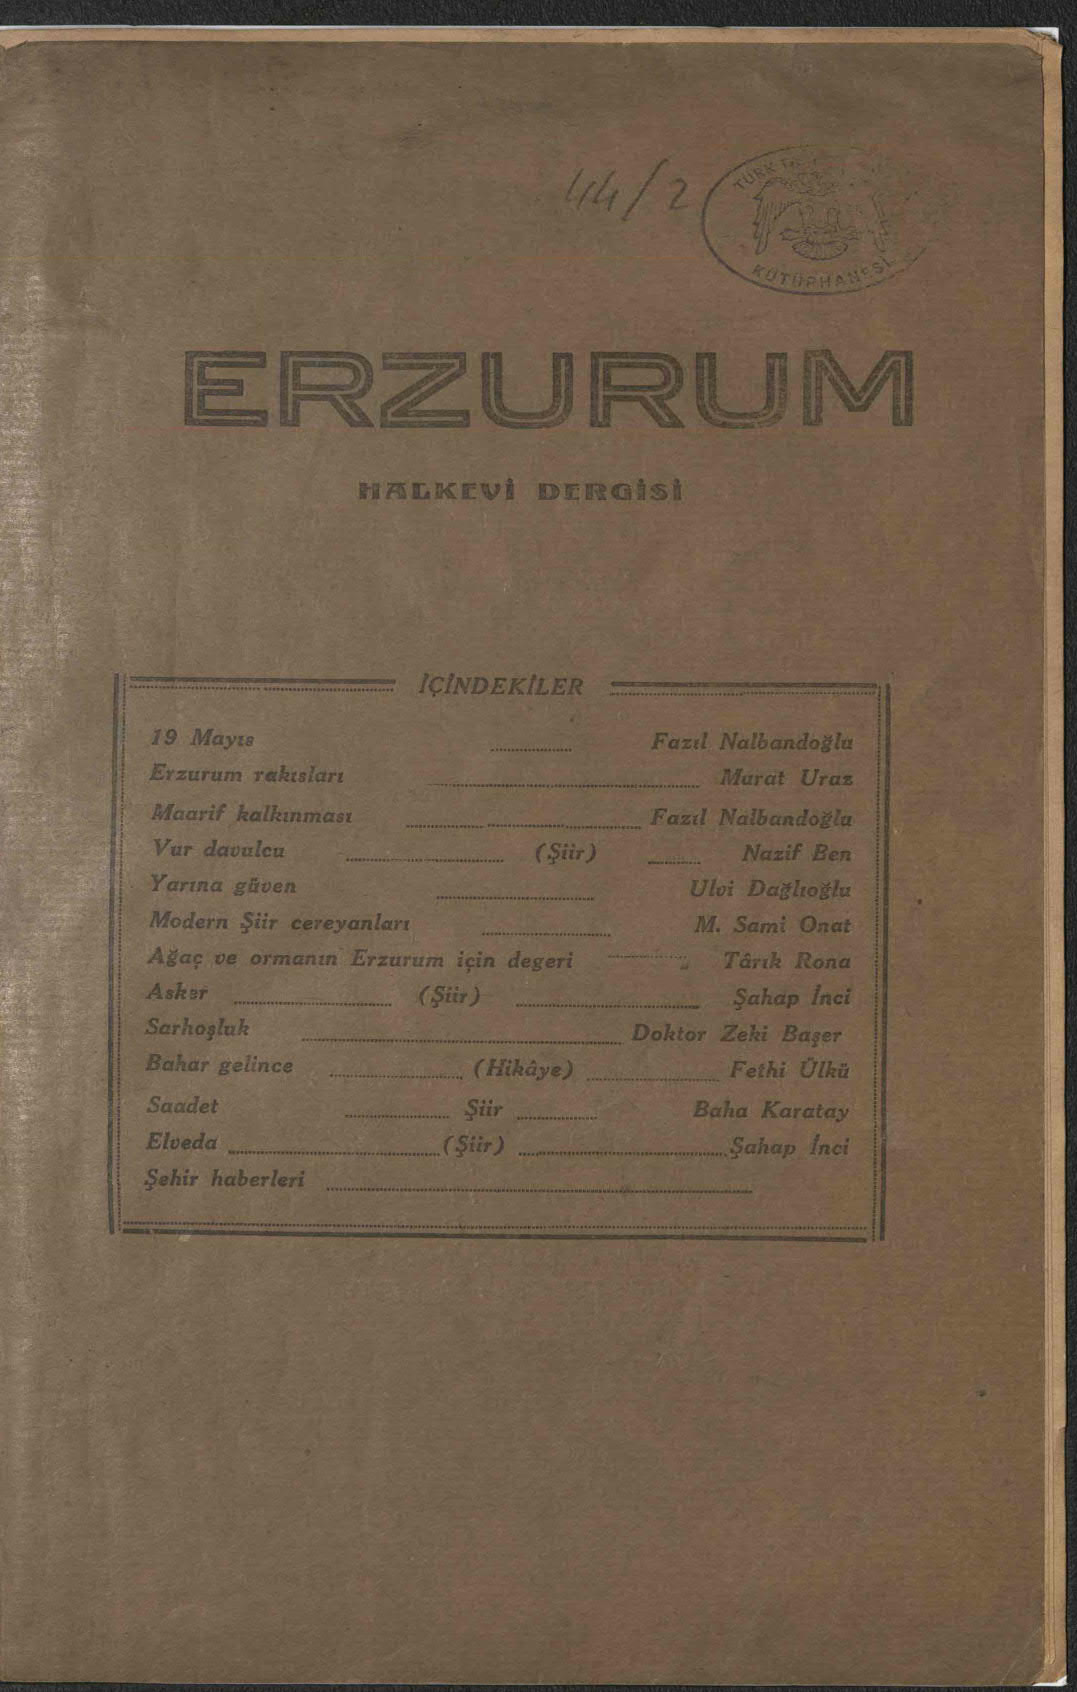 44/2
TÜRK
KÜTÜPHANESİ
ERZURUM
HALKEVİ DERGİSİ
İÇİNDEKİLER
19 Mayıs Fazıl Nalbandoğlu
Erzurum rakısları Murat Uraz
Maarif kalkınması Fazıl Nalbandoğlu
Vur davulcu (Şiir) Nazif Ben
Yarına güven Ulvi Dağlıoğlu
Modern Şiir cereyanları M. Sami Onat
Ağaç ve ormanın Erzurum için degeri „ Târık Rona
Asker (Şiir) Şahap İnci
Sarhoşluk Doktor Zeki Başer
Bahar gelince (Hikâye) Fethi Ülkü
Saadet Şiir Baha Karatay
Elveda (Şiir) Şahap İnci
Şehir haberleri